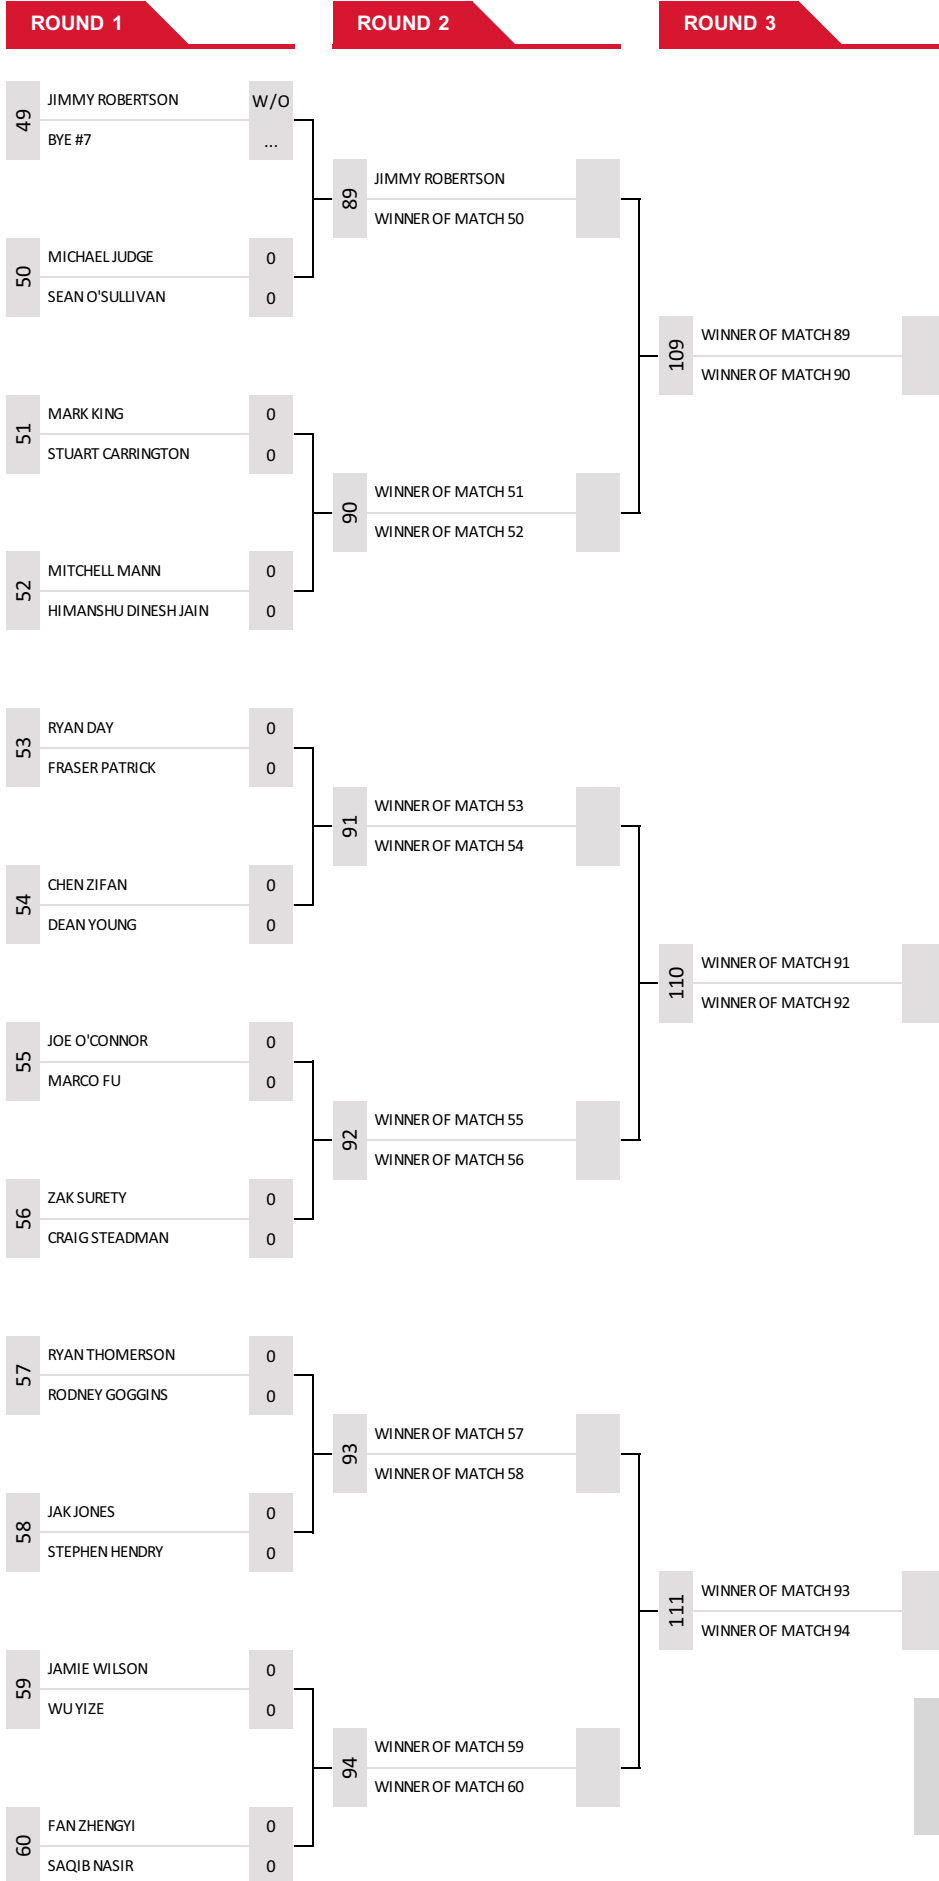 ROUND 1
ROUND 2
ROUND 3
49
JIMMY ROBERTSON
W/O
BYE #7
...
89
JIMMY ROBERTSON
WINNER OF MATCH 50
50
MICHAEL JUDGE
0
SEAN O'SULLIVAN
0
109
WINNER OF MATCH 89
WINNER OF MATCH 90
51
MARK KING
0
STUART CARRINGTON
0
90
WINNER OF MATCH 51
WINNER OF MATCH 52
52
MITCHELL MANN
0
HIMANSHU DINESH JAIN
0
53
RYAN DAY
0
FRASER PATRICK
0
91
WINNER OF MATCH 53
WINNER OF MATCH 54
54
CHEN ZIFAN
0
DEAN YOUNG
0
110
WINNER OF MATCH 91
WINNER OF MATCH 92
55
JOE O'CONNOR
0
MARCO FU
0
92
WINNER OF MATCH 55
WINNER OF MATCH 56
56
ZAK SURETY
0
CRAIG STEADMAN
0
57
RYAN THOMERSON
0
RODNEY GOGGINS
0
93
WINNER OF MATCH 57
WINNER OF MATCH 58
58
JAK JONES
0
STEPHEN HENDRY
0
111
WINNER OF MATCH 93
WINNER OF MATCH 94
59
JAMIE WILSON
0
WU YIZE
0
94
WINNER OF MATCH 59
WINNER OF MATCH 60
60
FAN ZHENGYI
0
SAQIB NASIR
0